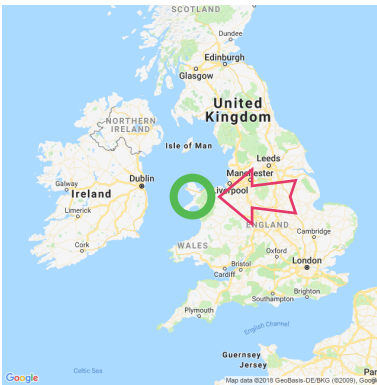 SCOTLAND
Dundee
Edinburgh
Glasgow
United
Kingdom
NORTHERN
IRELAND
Isle of Man
Leeds
Manchester
Liverpool
Dublin
Galway
Ireland
Limerick
Cork
ENGLAND
Cambridge
WALES
Oxford
London
Bristol
Cardiff
Brighton
Southampton
Plymouth
English Channel
Guernsey
Jersey
Celtic Sea
Par
Google
Map data ©2018 GeoBasis-DE/BKG (©2009), Googl